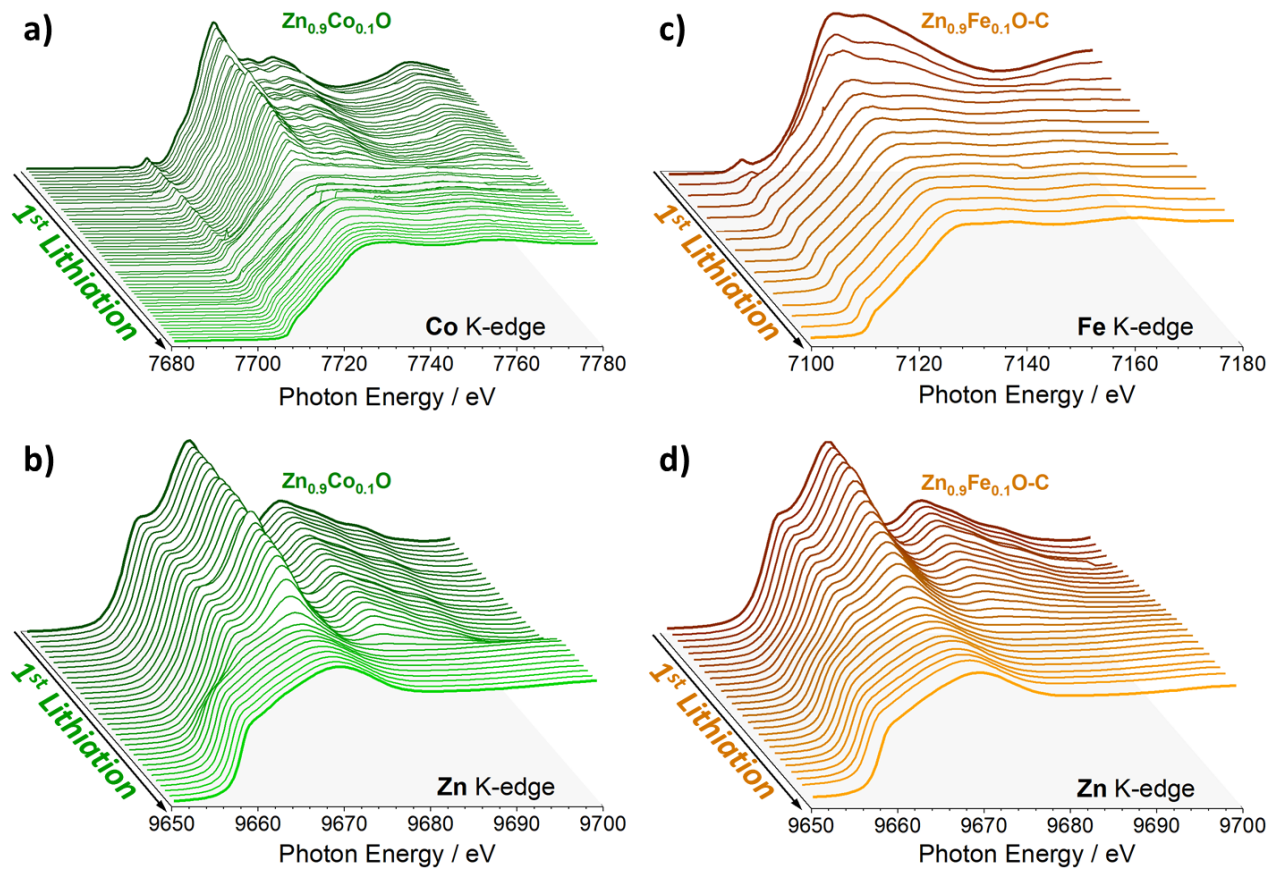 a)
Zn0.9Co0.1O
1st Lithiation
Co K-edge
7680 7700 7720 7740 7760 7780
Photon Energy / eV
c)
Zn0.9Fe0.1O-C
1st Lithiation
Fe K-edge
7100 7120 7140 7160 7180
Photon Energy / eV
b)
Zn0.9Co0.1O
1st Lithiation
Zn K-edge
9650 9660 9670 9680 9690 9700
Photon Energy / eV
d)
Zn0.9Fe0.1O-C
1st Lithiation
Zn K-edge
9650 9660 9670 9680 9690 9700
Photon Energy / eV